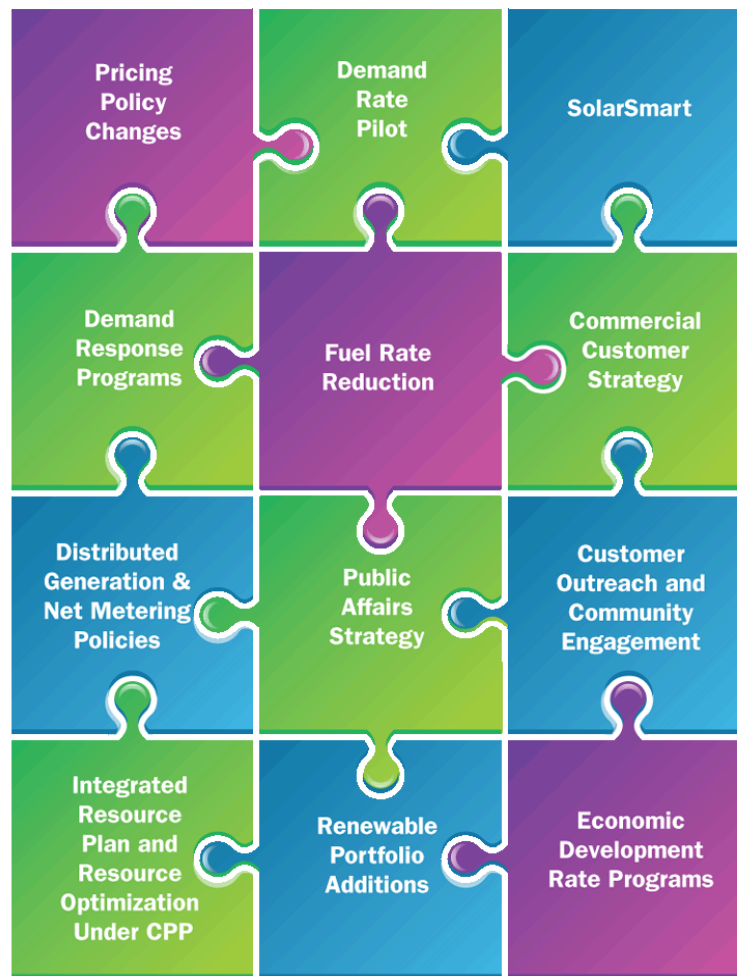 Pricing
Policy
Changes
Demand
Rate
Pilot
SolarSmart
Demand
Response
Programs
Fuel Rate
Reduction
Commercial
Customer
Strategy
Distributed
Generation &
Net Metering
Policies
Public
Affairs
Strategy
Customer
Outreach and
Community
Engagement
Integrated
Resource
Plan and
Resource
Optimization
Under CPP
Renewable
Portfolio
Additions
Economic
Development
Rate Programs